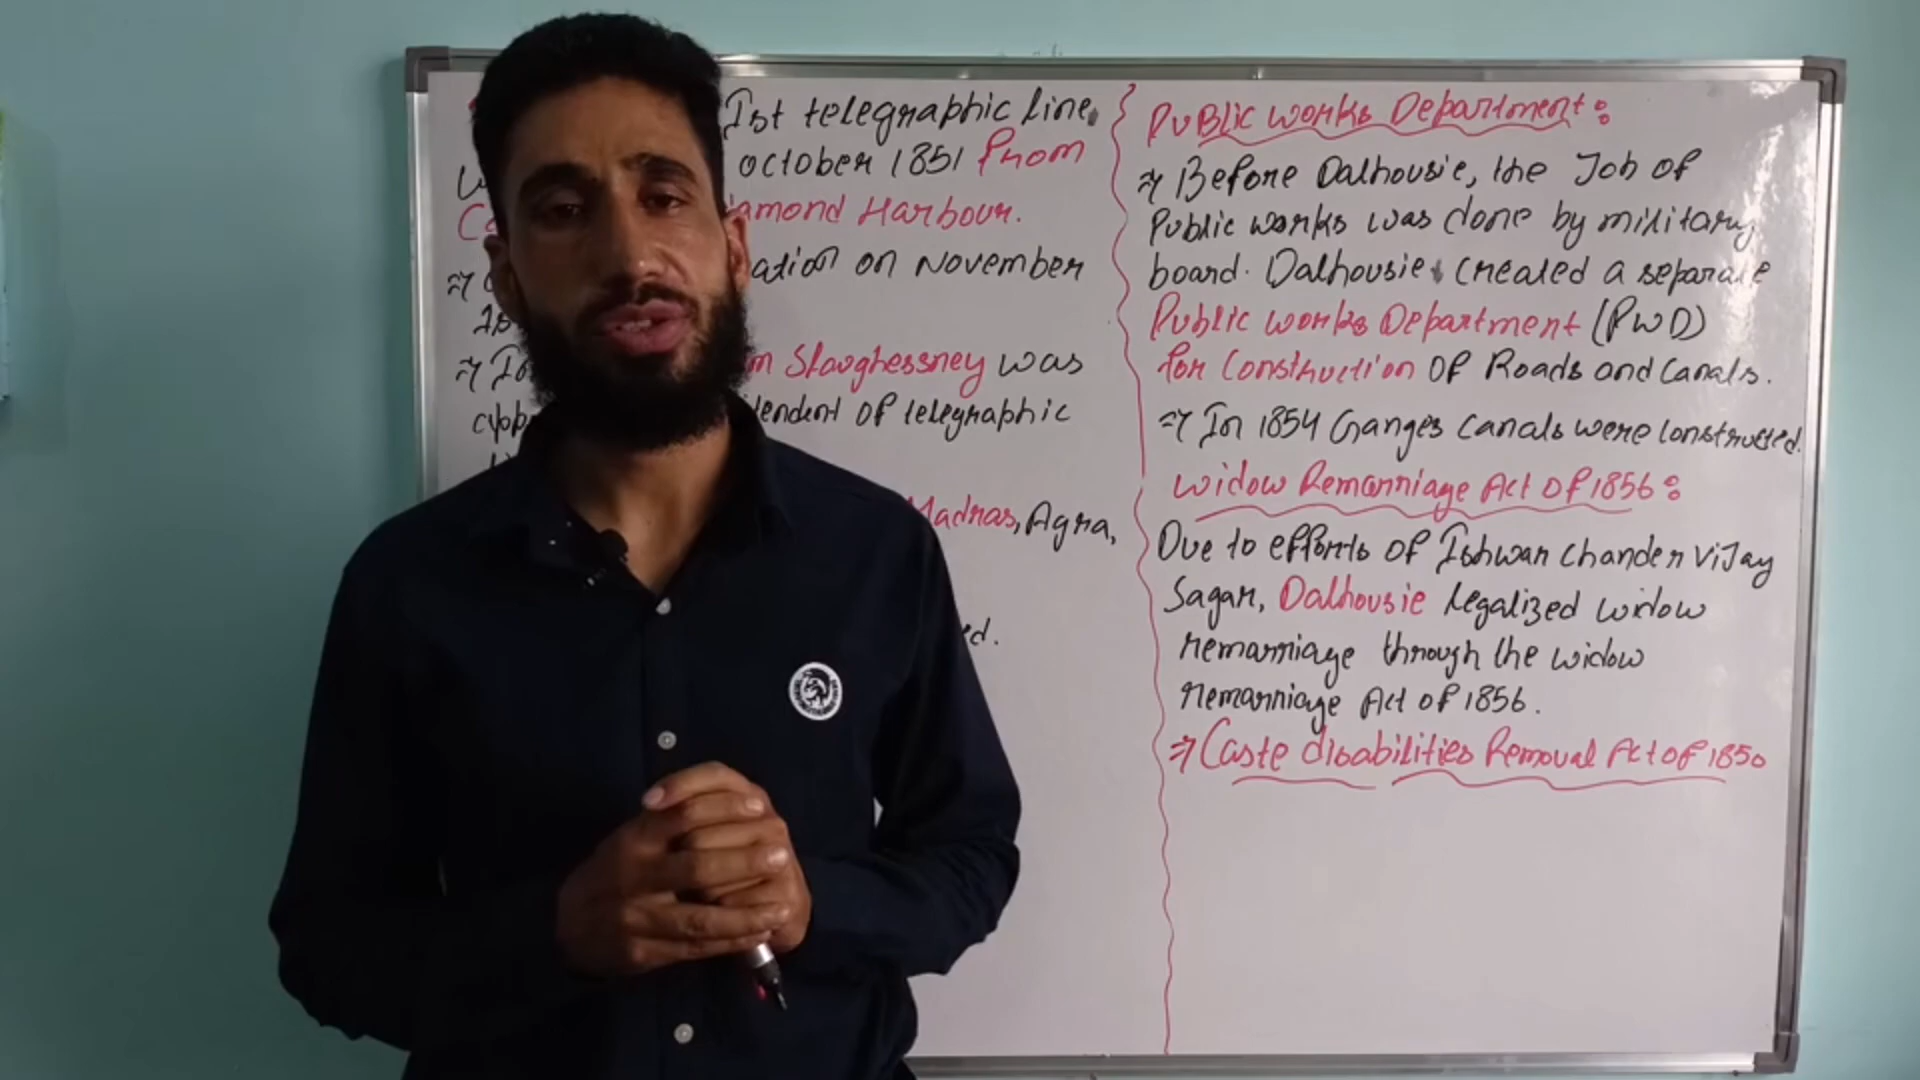 Ist telegraphic line
October 1851 From
amond Harbour.
ation on November
m Slaughessney was
tendent of telegraphic
Madras, Agra,
ed.
Public works Department:
⇒ Before Dalhousie, the Job of
Public works was done by military
board. Dalhousie created a separate
Public works Department (PWD)
for Construction of Roads and Canals.
⇒ In 1854 Ganges Canals were constructed.
Widow Remarriage Act of 1856:
Due to efforts of Ishwar Chander Vijay
Sagar, Dalhousie legalized widow
remarriage through the widow
remarriage Act of 1856.
⇒ Caste disabilities Removal Act of 1850